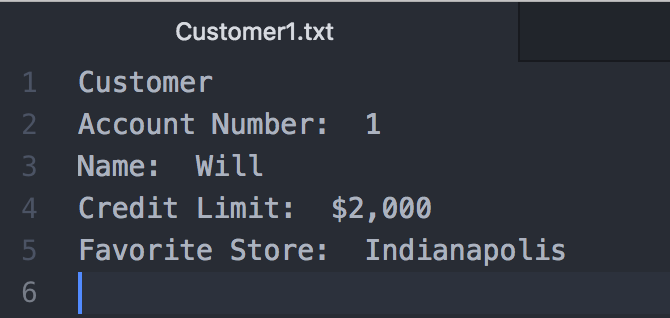 Customer1.txt
1 Customer
2 Account Number:  1
3 Name:  Will
4 Credit Limit:  $2,000
5 Favorite Store:  Indianapolis
6